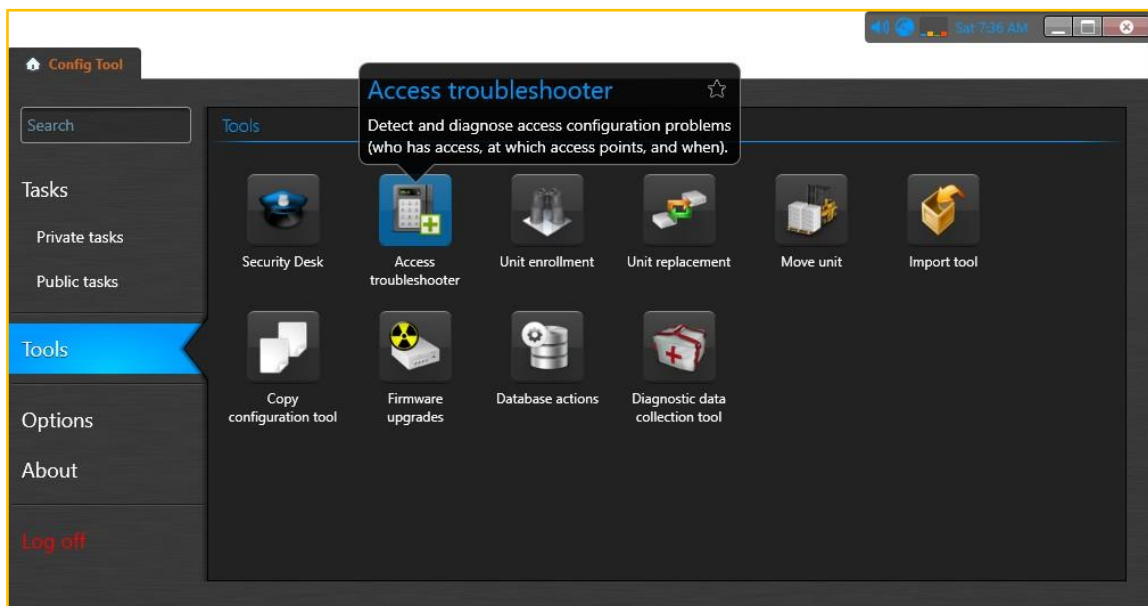 Sat 7:36 AM
Config Tool
Search
Tasks
Private tasks
Public tasks
Tools
Options
About
Log off
Tools
Access troubleshooter
Detect and diagnose access configuration problems
(who has access, at which access points, and when).
Security Desk
Access
troubleshooter
Unit enrollment
Unit replacement
Move unit
Import tool
Copy
configuration tool
Firmware
upgrades
Database actions
Diagnostic data
collection tool